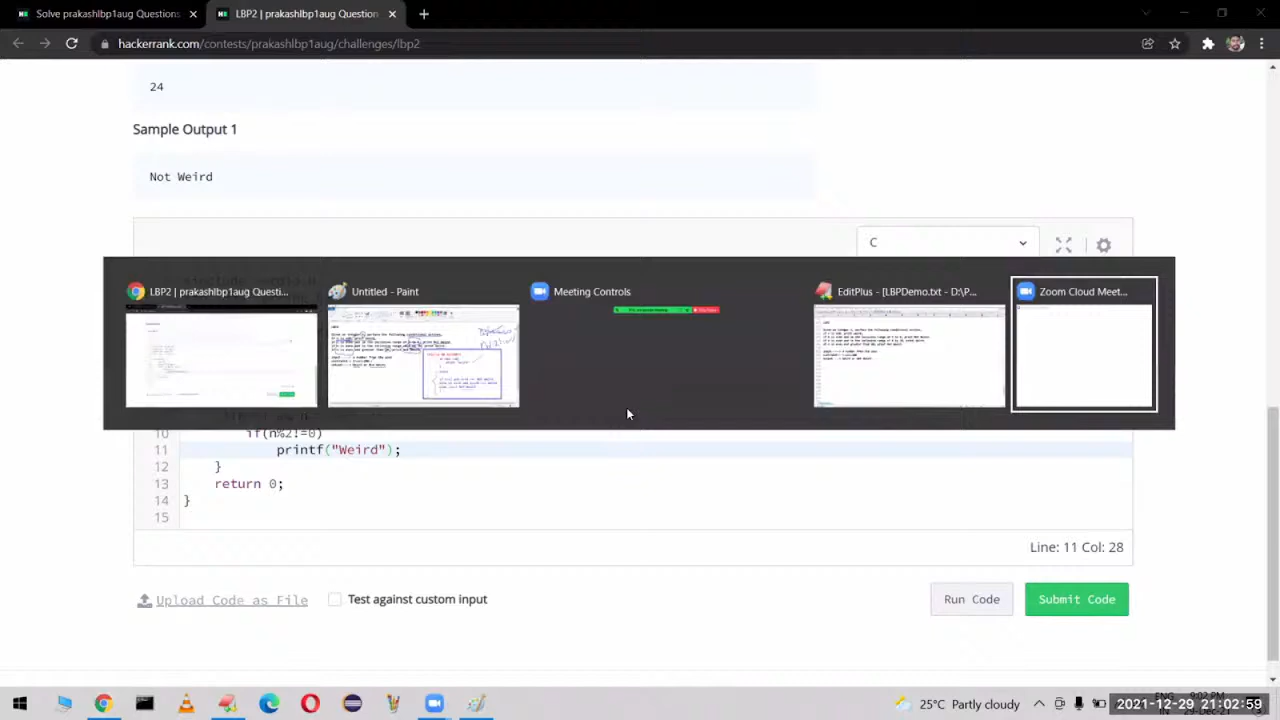 Solve prakashlbp1aug Questions
LBP2 | prakashlbp1aug Question
hackerrank.com/contests/prakashlbp1aug/challenges/lbp2
24
Sample Output 1
Not Weird
C
LBP2 | prakashlbp1aug Questi...
Untitled - Paint
Meeting Controls
EditPlus - [LBPDemo.txt - D:\P...
Zoom Cloud Meet...
10 if(n%2!=0)
11 printf("Weird");
12 }
13 return 0;
14 }
15
Line: 11 Col: 28
Upload Code as File
Test against custom input
Run Code
Submit Code
25°C Partly cloudy
ENG
2021-12-29 21:02:59